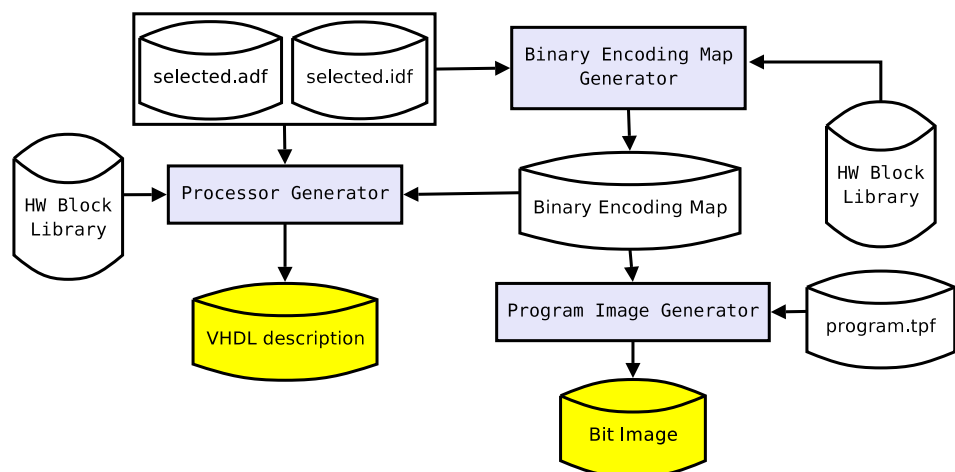 selected.adf
selected.idf
Binary Encoding Map
Generator
HW Block
Library
Processor Generator
Binary Encoding Map
HW Block
Library
Program Image Generator
VHDL description
program.tpf
Bit Image